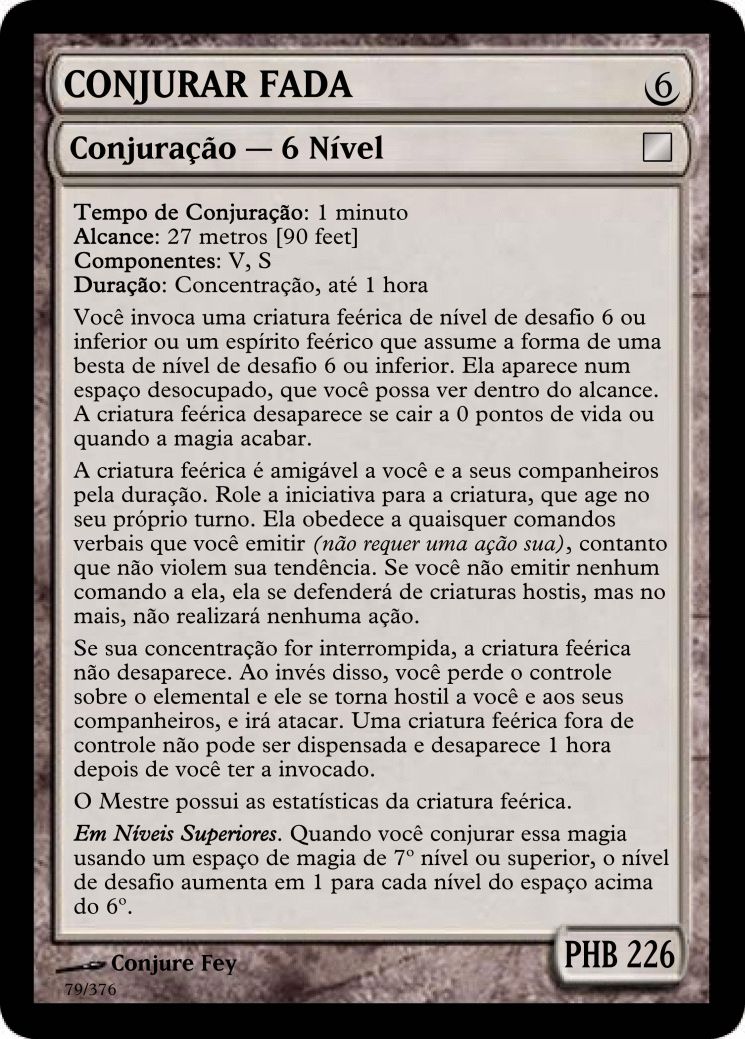 CONJURAR FADA
6
Conjuração — 6 Nível
Tempo de Conjuração: 1 minuto
Alcance: 27 metros [90 feet]
Componentes: V, S
Duração: Concentração, até 1 hora
Você invoca uma criatura feérica de nível de desafio 6 ou
inferior ou um espírito feérico que assume a forma de uma
besta de nível de desafio 6 ou inferior. Ela aparece num
espaço desocupado, que você possa ver dentro do alcance.
A criatura feérica desaparece se cair a 0 pontos de vida ou
quando a magia acabar.
A criatura feérica é amigável a você e a seus companheiros
pela duração. Role a iniciativa para a criatura, que age no
seu próprio turno. Ela obedece a quaisquer comandos
verbais que você emitir (não requer uma ação sua), contanto
que não violem sua tendência. Se você não emitir nenhum
comando a ela, ela se defenderá de criaturas hostis, mas no
mais, não realizará nenhuma ação.
Se sua concentração for interrompida, a criatura feérica
não desaparece. Ao invés disso, você perde o controle
sobre o elemental e ele se torna hostil a você e aos seus
companheiros, e irá atacar. Uma criatura feérica fora de
controle não pode ser dispensada e desaparece 1 hora
depois de você ter a invocado.
O Mestre possui as estatísticas da criatura feérica.
Em Níveis Superiores. Quando você conjurar essa magia
usando um espaço de magia de 7º nível ou superior, o nível
de desafio aumenta em 1 para cada nível do espaço acima
do 6º.
PHB 226
Conjure Fey
79/376